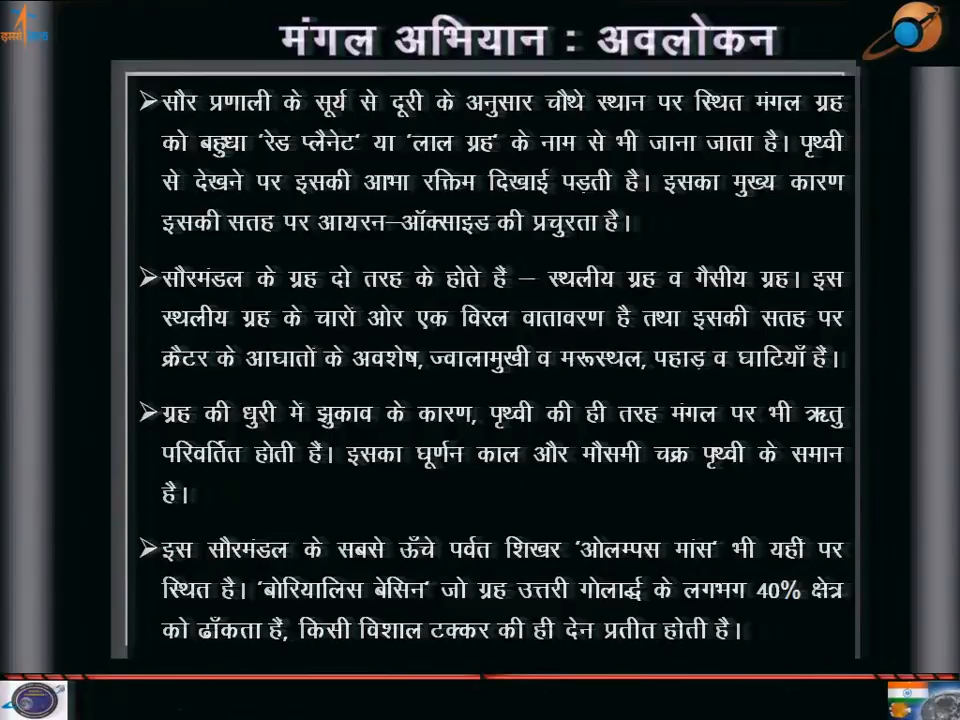 इसरो
मंगल अभियान : अवलोकन
➢सौर प्रणाली के सूर्य से दूरी के अनुसार चौथे स्थान पर स्थित मंगल ग्रह
को बहुधा 'रेड प्लैनेट' या 'लाल ग्रह' के नाम से भी जाना जाता है। पृथ्वी
से देखने पर इसकी आभा रक्तिम दिखाई पड़ती है। इसका मुख्य कारण
इसकी सतह पर आयरन-ऑक्साइड की प्रचुरता है।
➢सौरमंडल के ग्रह दो तरह के होते हैं – स्थलीय ग्रह व गैसीय ग्रह। इस
स्थलीय ग्रह के चारों ओर एक विरल वातावरण है तथा इसकी सतह पर
क्रैटर के आघातों के अवशेष, ज्वालामुखी व मरूस्थल, पहाड़ व घाटियाँ हैं।
➢ग्रह की धुरी में झुकाव के कारण, पृथ्वी की ही तरह मंगल पर भी ऋतु
परिवर्तित होती हैं। इसका घूर्णन काल और मौसमी चक्र पृथ्वी के समान
है।
➢इस सौरमंडल के सबसे ऊँचे पर्वत शिखर 'ओलम्पस मांस' भी यहीं पर
स्थित है। 'बोरियालिस बेसिन' जो ग्रह उत्तरी गोलार्द्ध के लगभग 40% क्षेत्र
को ढाँकता हैं, किसी विशाल टक्कर की ही देन प्रतीत होती है।